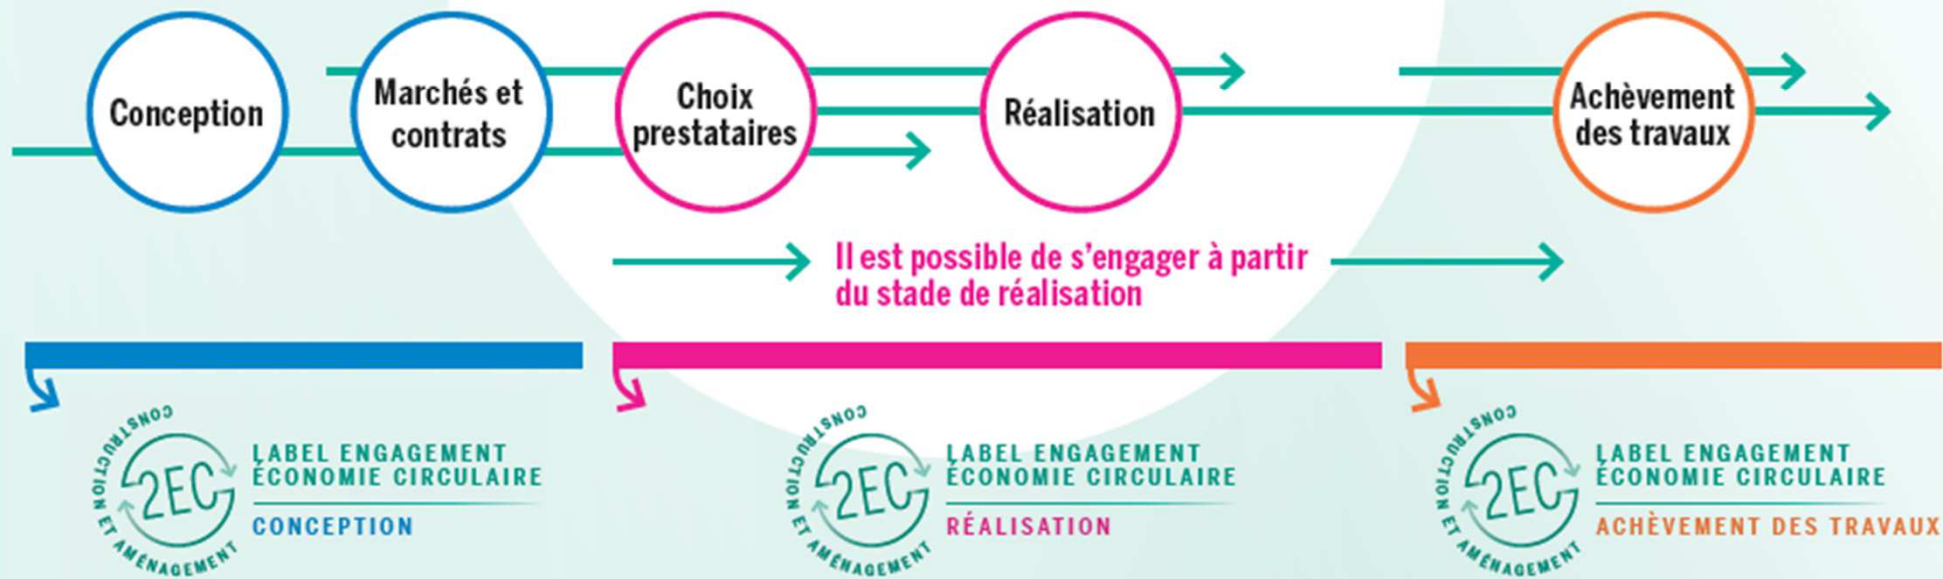 Conception
Marchés et
contrats
Choix
prestataires
Réalisation
Achèvement
des travaux
Il est possible de s'engager à partir
du stade de réalisation
CONSTRUCTION ET AMÉNAGEMENT
2EC
LABEL ENGAGEMENT
ÉCONOMIE CIRCULAIRE
CONCEPTION
CONSTRUCTION ET AMÉNAGEMENT
2EC
LABEL ENGAGEMENT
ÉCONOMIE CIRCULAIRE
RÉALISATION
CONSTRUCTION ET AMÉNAGEMENT
2EC
LABEL ENGAGEMENT
ÉCONOMIE CIRCULAIRE
ACHÈVEMENT DES TRAVAUX